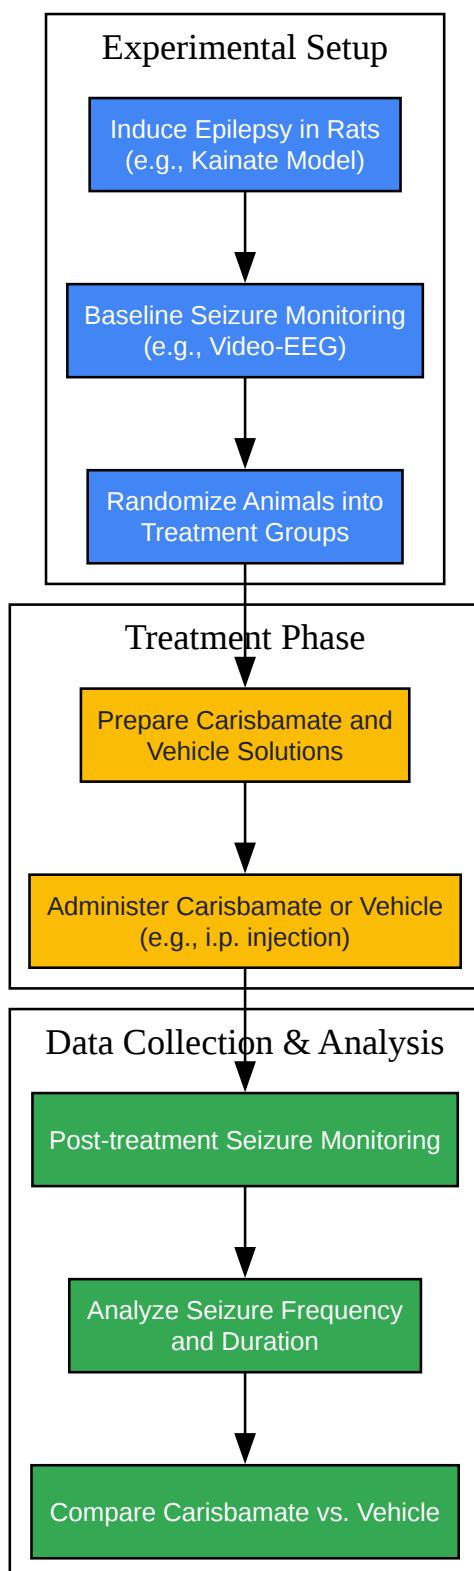 Experimental Setup
Induce Epilepsy in Rats
(e.g., Kainate Model)
Baseline Seizure Monitoring
(e.g., Video-EEG)
Randomize Animals into
Treatment Groups
Treatment Phase
Prepare Carisbamate and
Vehicle Solutions
Administer Carisbamate or Vehicle
(e.g., i.p. injection)
Data Collection & Analysis
Post-treatment Seizure Monitoring
Analyze Seizure Frequency
and Duration
Compare Carisbamate vs. Vehicle